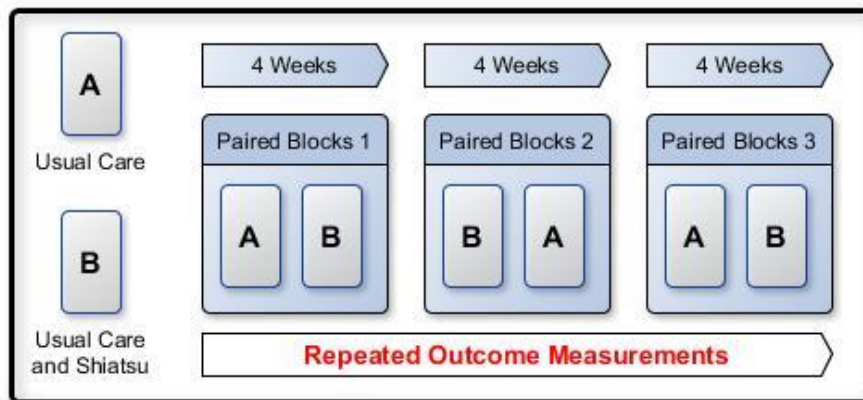 A
Usual Care
B
Usual Care
and Shiatsu
4 Weeks
4 Weeks
4 Weeks
Paired Blocks 1
Paired Blocks 2
Paired Blocks 3
A B
B A
A B
Repeated Outcome Measurements